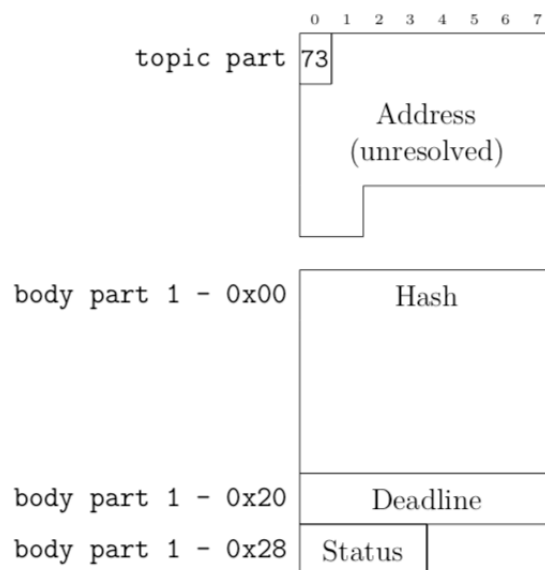 0 1 2 3 4 5 6 7
topic part 73
Address
(unresolved)
body part 1 - 0x00 Hash
body part 1 - 0x20 Deadline
body part 1 - 0x28 Status